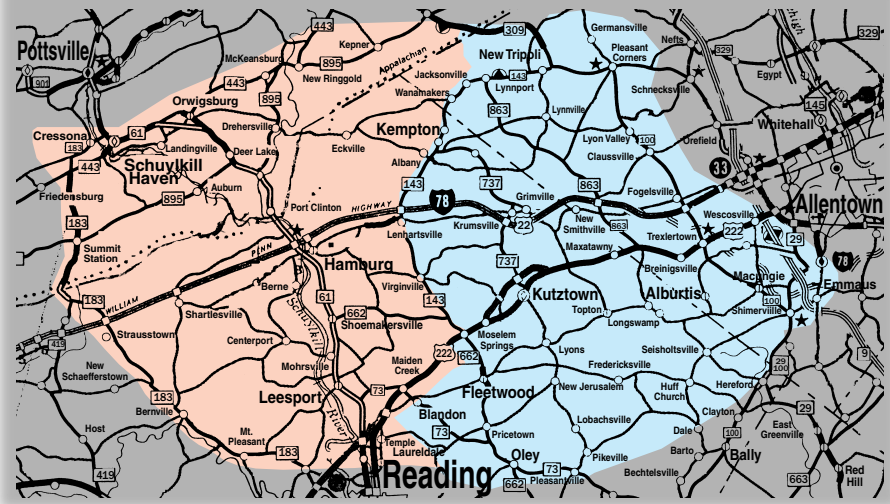 443
309
Germansville
329
Kepner
Nefts
Pottsville
McKeansburg
895
Appalachian
New Tripoli
Pleasant
Corners
329
Egypt
901
443
New Ringgold
Jacksonville
143
Lynnport
Schnecksville
Wanamakers
Orwigsburg
895
863
Lynnville
145
Cressona
61
Drehersville
Kempton
Lyon Valley
100
Orefield
Whitehall
183
Landingville
Eckville
Claussville
443
Deer Lake
Albany
33
Schuylkill
Haven
Auburn
143
737
863
Fogelsville
Friedensburg
895
Port Clinton
HIGHWAY
78
Grimville
Wescosville
Allentown
183
Lenhartsville
Krumsville
22
New
Smithville
863
Trexlertown
222
29
Summit
Station
PENN
Hamburg
737
Maxatawny
Breinigsville
78
Berne
Virginville
Macungie
Emmaus
183
WILLIAM
Shartlesville
61
143
Kutztown
Alburtis
100
Schuylkill
662
Topton
Longswamp
Shimerville
Strausstown
Shoemakersville
419
Centerport
222
Moselem
Springs
662
Lyons
Seisholtsville
9
New
Schaefferstown
Mohrsville
Maiden
Creek
Fredericksville
29
100
183
Leesport
73
Fleetwood
New Jerusalem
Huff
Church
Hereford
Bernville
River
Blandon
Clayton
29
Host
Mt.
Pleasant
73
Pricetown
Lobachsville
Dale
100
East
Greenville
183
Temple
Laureldale
Oley
Pikeville
Barto
Bally
419
Reading
73
Bechtelsville
663
Red
Hill
662
Pleasantville